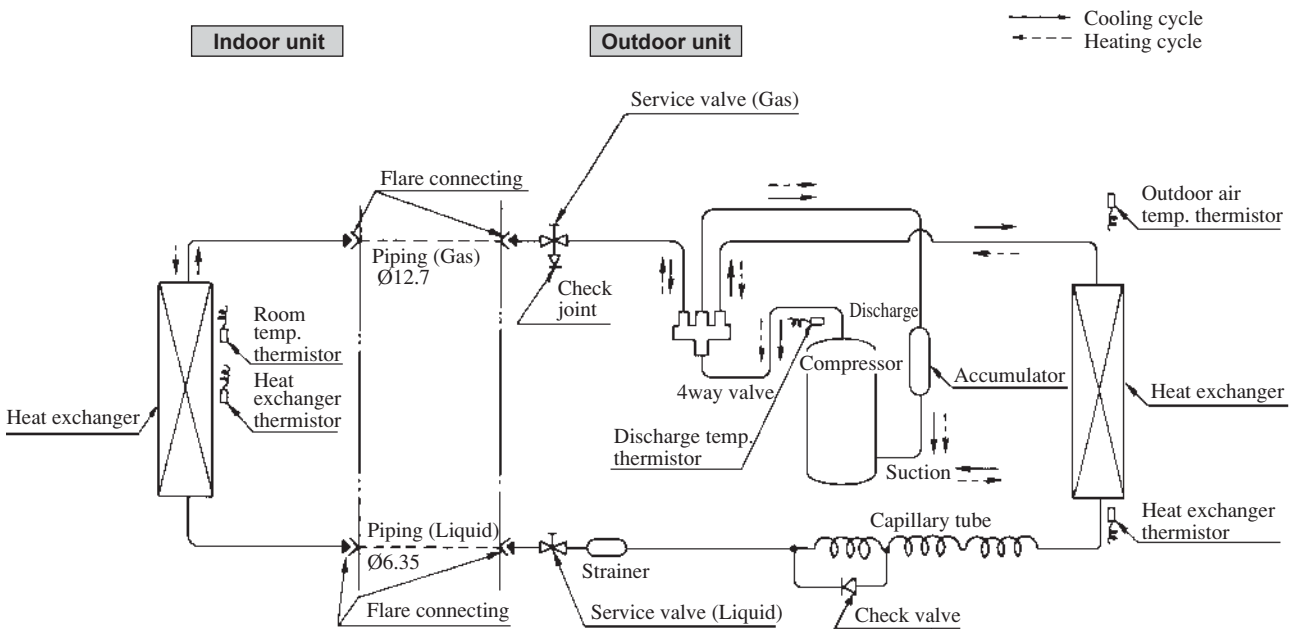 Cooling cycle
Heating cycle
Indoor unit
Outdoor unit
Service valve (Gas)
Flare connecting
Outdoor air
temp. thermistor
Piping (Gas)
Ø12.7
Check
joint
Discharge
Room
temp.
thermistor
Compressor
Accumulator
Heat
exchanger
thermistor
Heat exchanger
4way valve
Heat exchanger
Discharge temp.
thermistor
Suction
Piping (Liquid)
Ø6.35
Capillary tube
Heat exchanger
thermistor
Strainer
Flare connecting
Service valve (Liquid)
Check valve